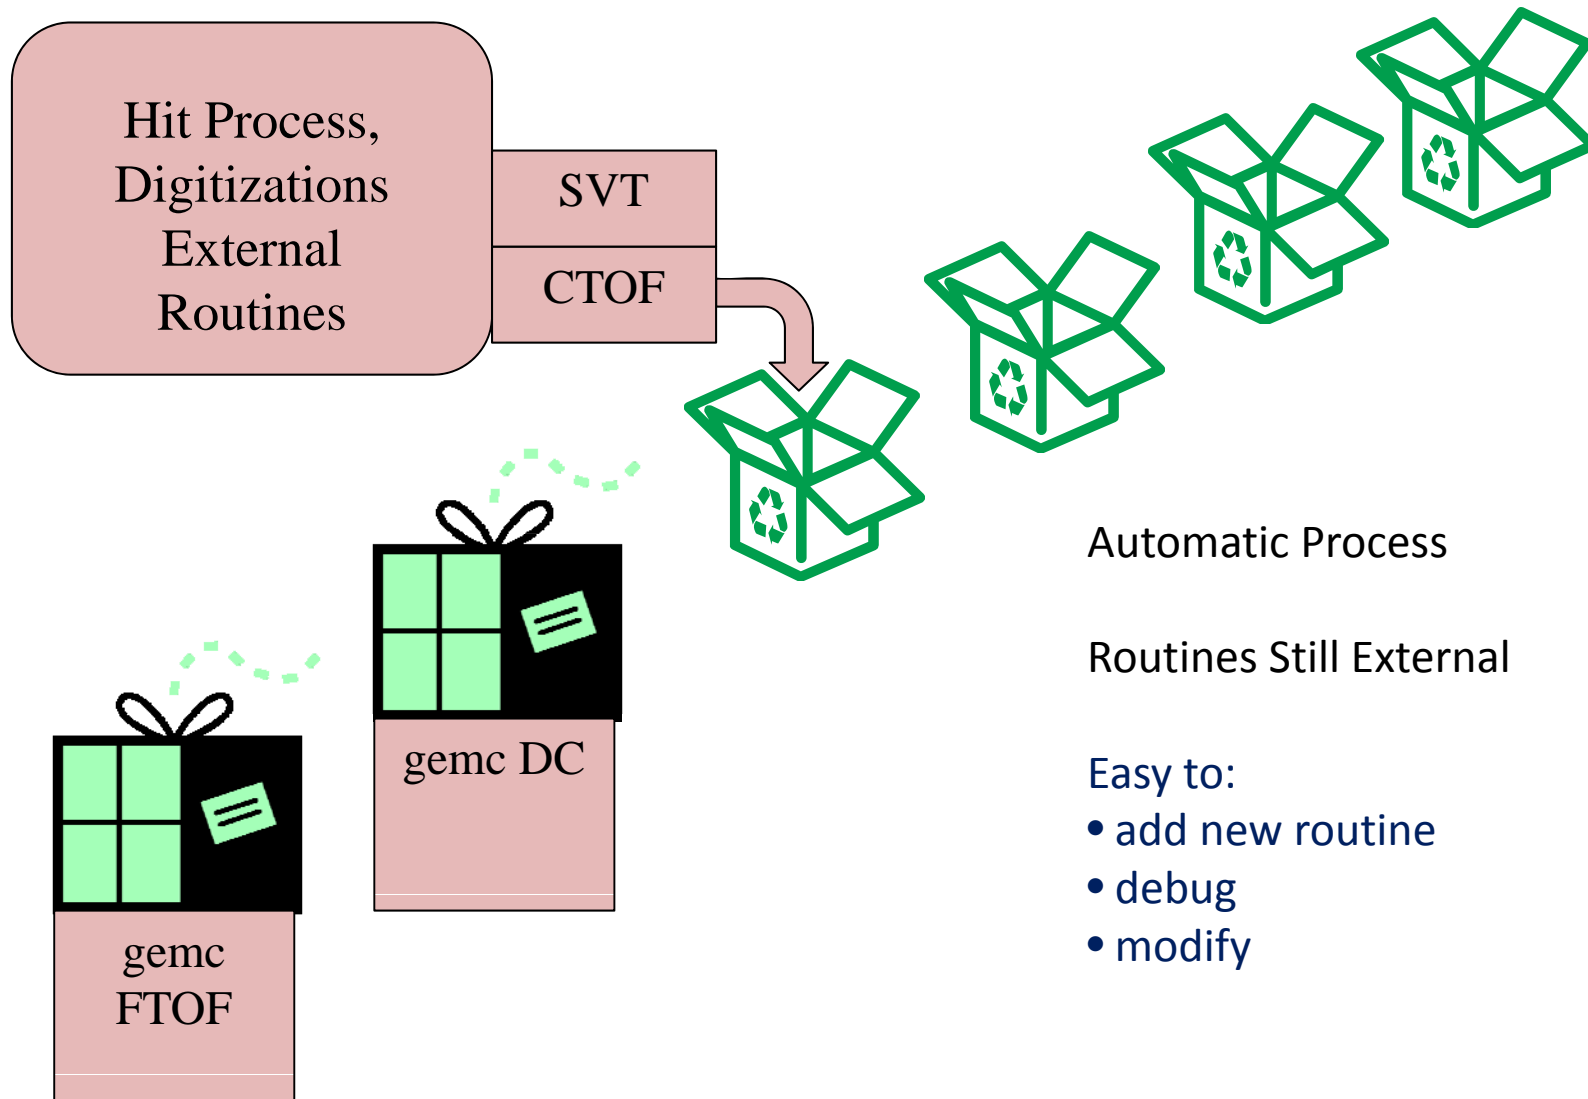 Hit Process,
Digitizations
External
Routines
SVT
CTOF
gemc DC
gemc
FTOF
Automatic Process
Routines Still External
Easy to:
• add new routine
• debug
• modify